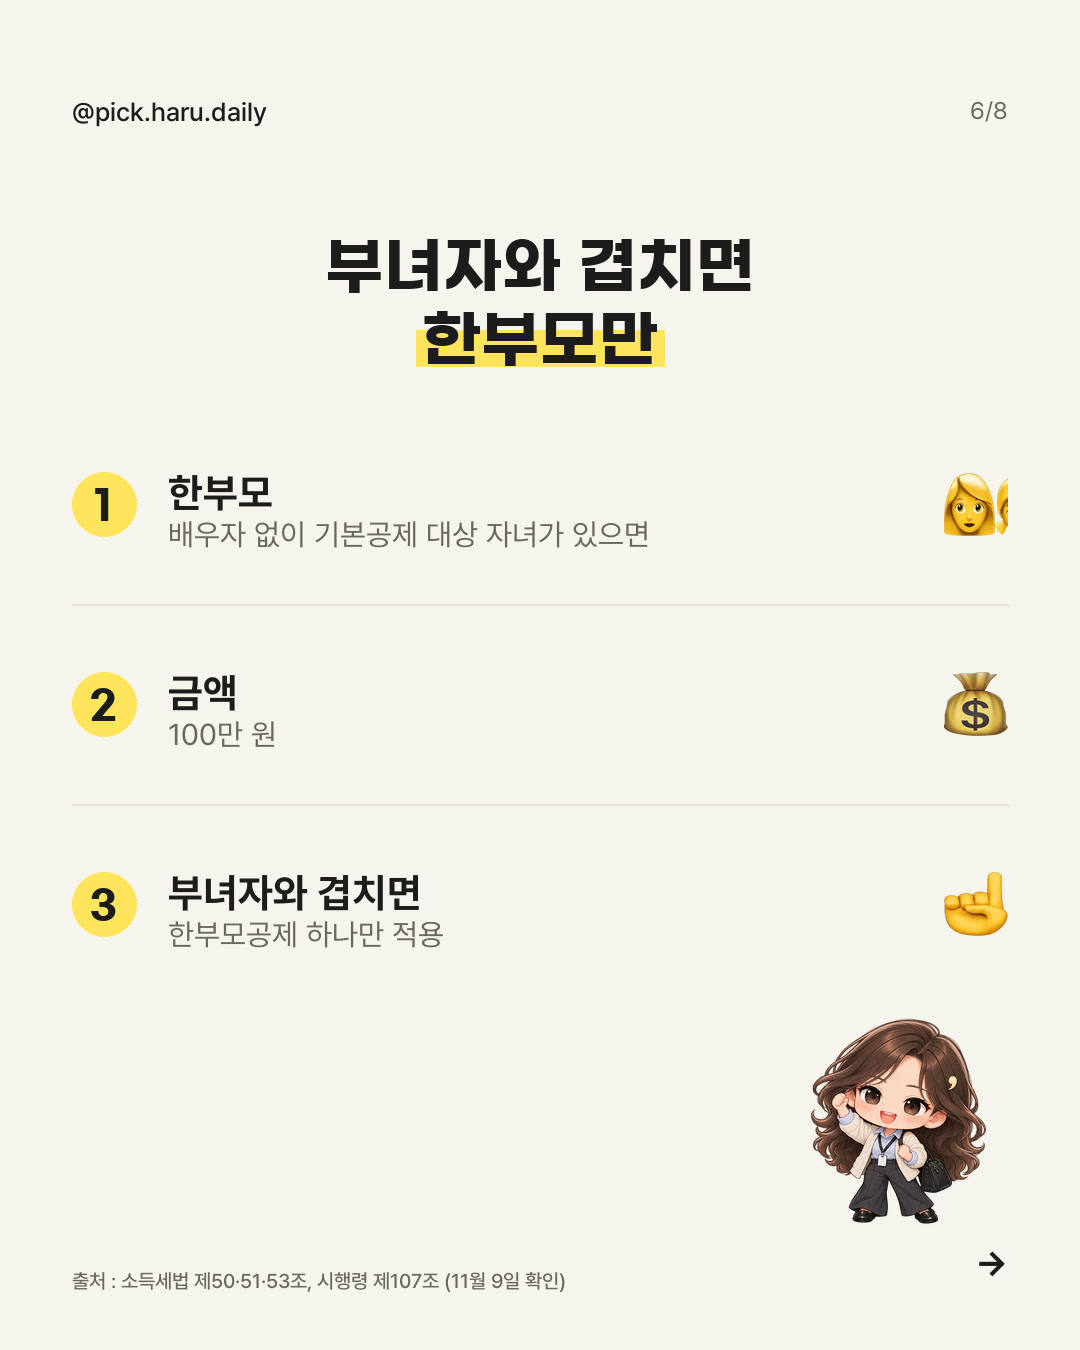 @pick.haru.daily
6/8
부녀자와 겹치면
한부모만
1
한부모
배우자 없이 기본공제 대상 자녀가 있으면
2
금액
100만 원
3
부녀자와 겹치면
한부모공제 하나만 적용
출처 : 소득세법 제50·51·53조, 시행령 제107조 (11월 9일 확인)